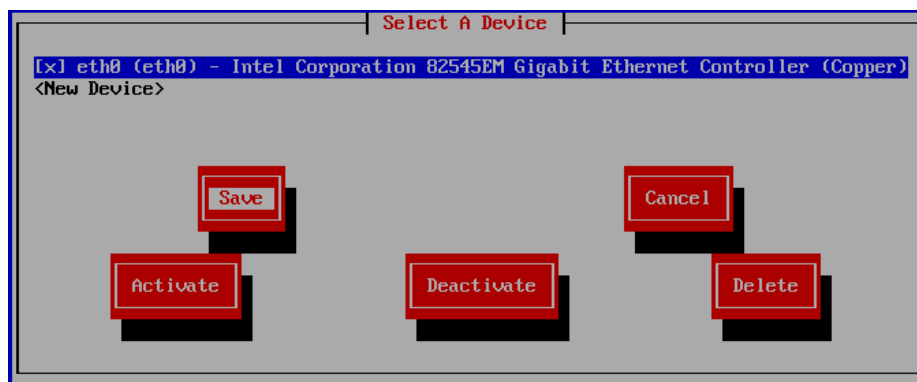 Select A Device
[x] eth0 (eth0) - Intel Corporation 82545EM Gigabit Ethernet Controller (Copper)
<New Device>
Save
Cancel
Activate
Deactivate
Delete